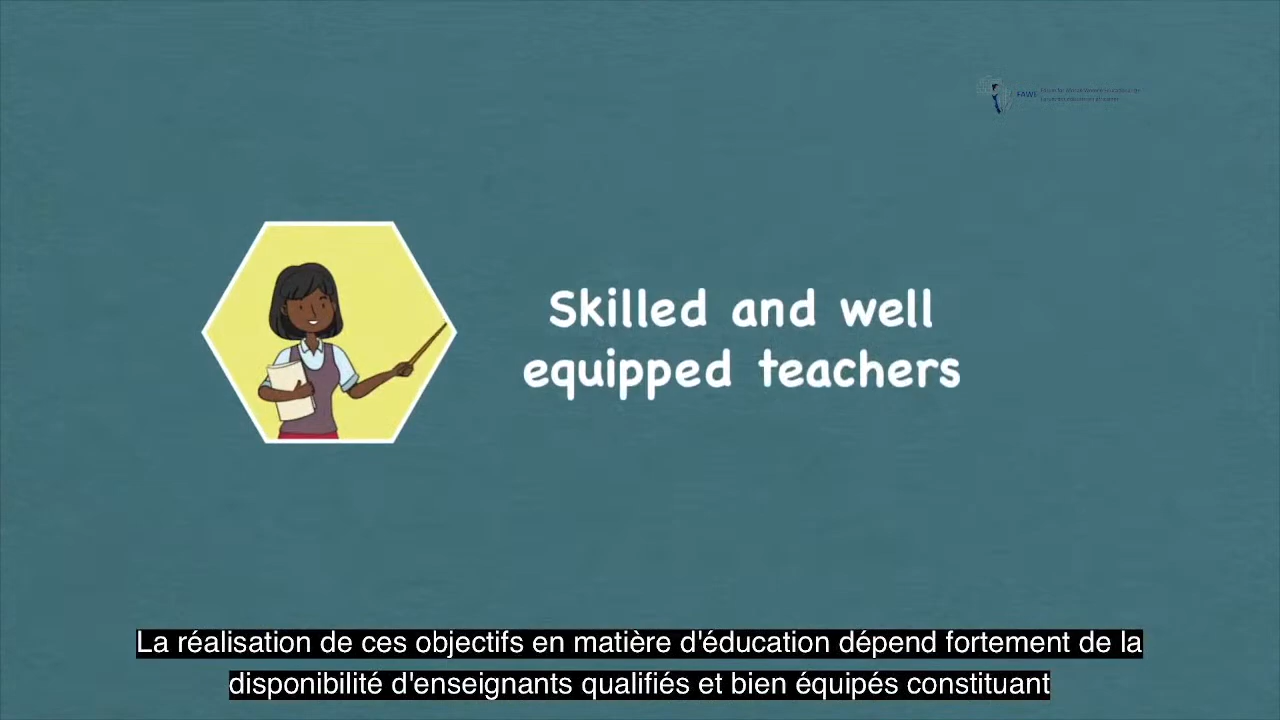 FAWE
Skilled and well
equipped teachers
La réalisation de ces objectifs en matière d'éducation dépend fortement de la
disponibilité d'enseignants qualifiés et bien équipés constituant